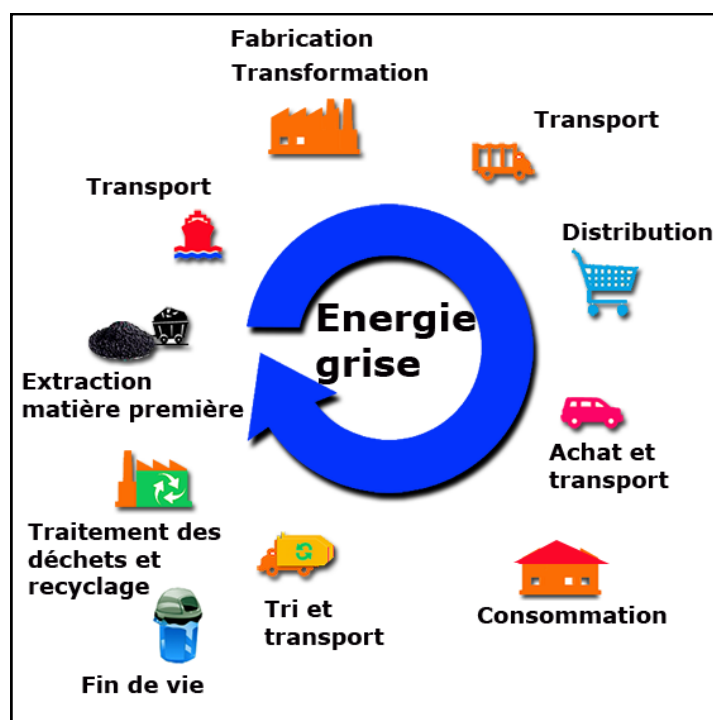 Fabrication
Transformation
Transport
Transport
Distribution
Energie
grise
Extraction
matière première
Achat et
transport
Traitement des
déchets et
recyclage
Tri et
transport
Consommation
Fin de vie